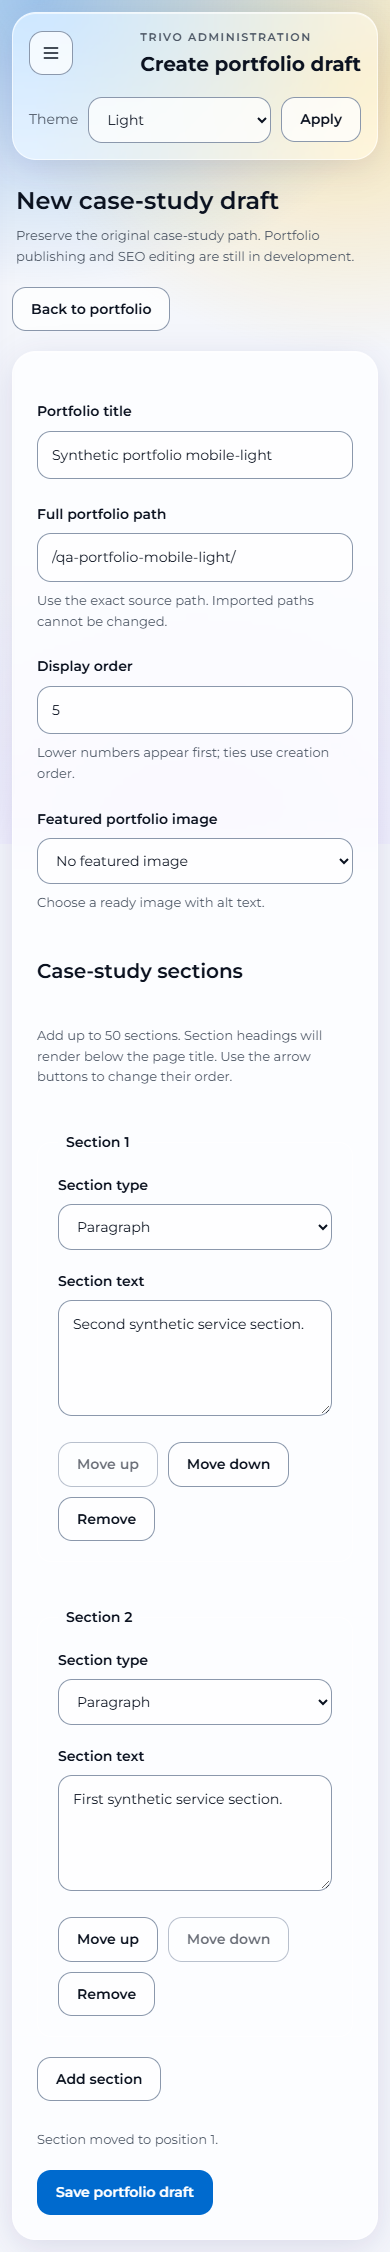 TRIVO ADMINISTRATION
Create portfolio draft
Theme
Light
Apply
New case-study draft
Preserve the original case-study path. Portfolio
publishing and SEO editing are still in development.
Back to portfolio
Portfolio title
Synthetic portfolio mobile-light
Full portfolio path
/qa-portfolio-mobile-light/
Use the exact source path. Imported paths
cannot be changed.
Display order
5
Lower numbers appear first; ties use creation
order.
Featured portfolio image
No featured image
Choose a ready image with alt text.
Case-study sections
Add up to 50 sections. Section headings will
render below the page title. Use the arrow
buttons to change their order.
Section 1
Section type
Paragraph
Section text
Second synthetic service section.
Move up
Move down
Remove
Section 2
Section type
Paragraph
Section text
First synthetic service section.
Move up
Move down
Remove
Add section
Section moved to position 1.
Save portfolio draft